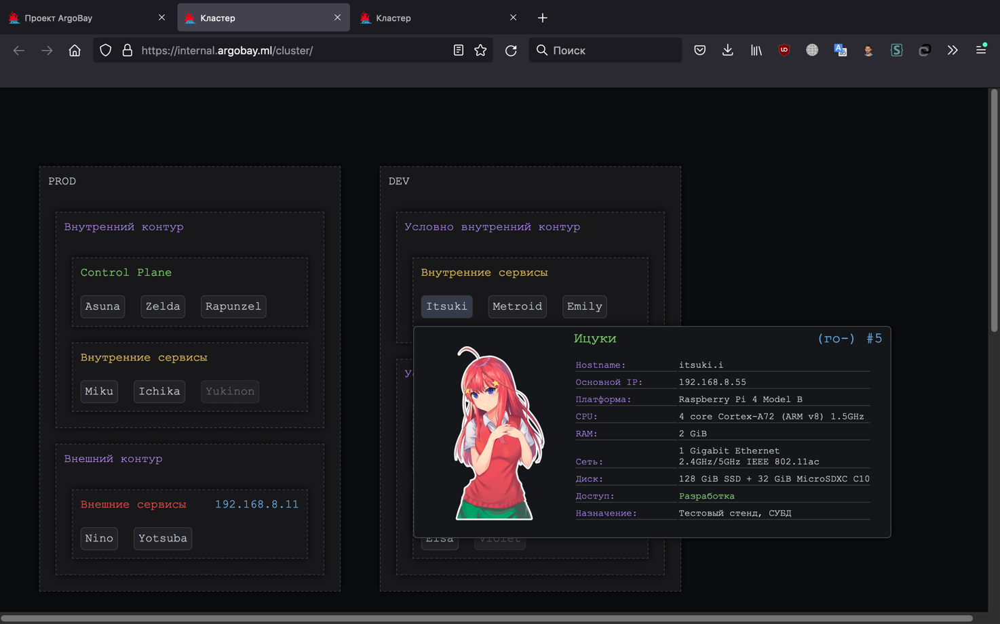 Проект ArgoBay
Кластер
Кластер
https://internal.argobay.ml/cluster/
Поиск
PROD
Внутренний контур
Control Plane
Asuna Zelda Rapunzel
Внутренние сервисы
Miku Ichika Yukinon
Внешний контур
Внешние сервисы 192.168.8.11
Nino Yotsuba
DEV
Условно внутренний контур
Внутренние сервисы
Itsuki Metroid Emily
Ицуки (го-) #5
Hostname: itsuki.i
Основной IP: 192.168.8.55
Платформа: Raspberry Pi 4 Model B
CPU: 4 core Cortex-A72 (ARM v8) 1.5GHz
RAM: 2 GiB
Сеть: 1 Gigabit Ethernet
2.4GHz/5GHz IEEE 802.11ac
Диск: 128 GiB SSD + 32 GiB MicroSDXC C10
Доступ: Разработка
Назначение: Тестовый стенд, СУБД
Elsa Violet